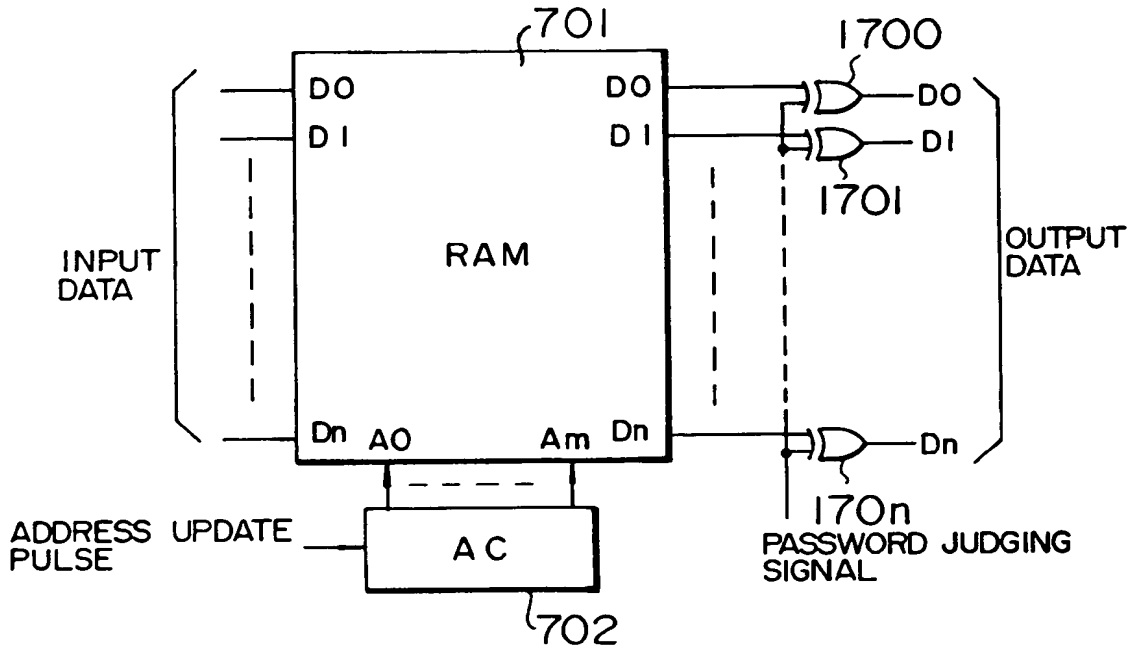 701
1700
D0
D0
D0
D1
D1
D1
1701
INPUT
DATA
RAM
OUTPUT
DATA
Dn
A0
Am
Dn
Dn
170n
ADDRESS UPDATE
PULSE
AC
PASSWORD JUDGING
SIGNAL
702